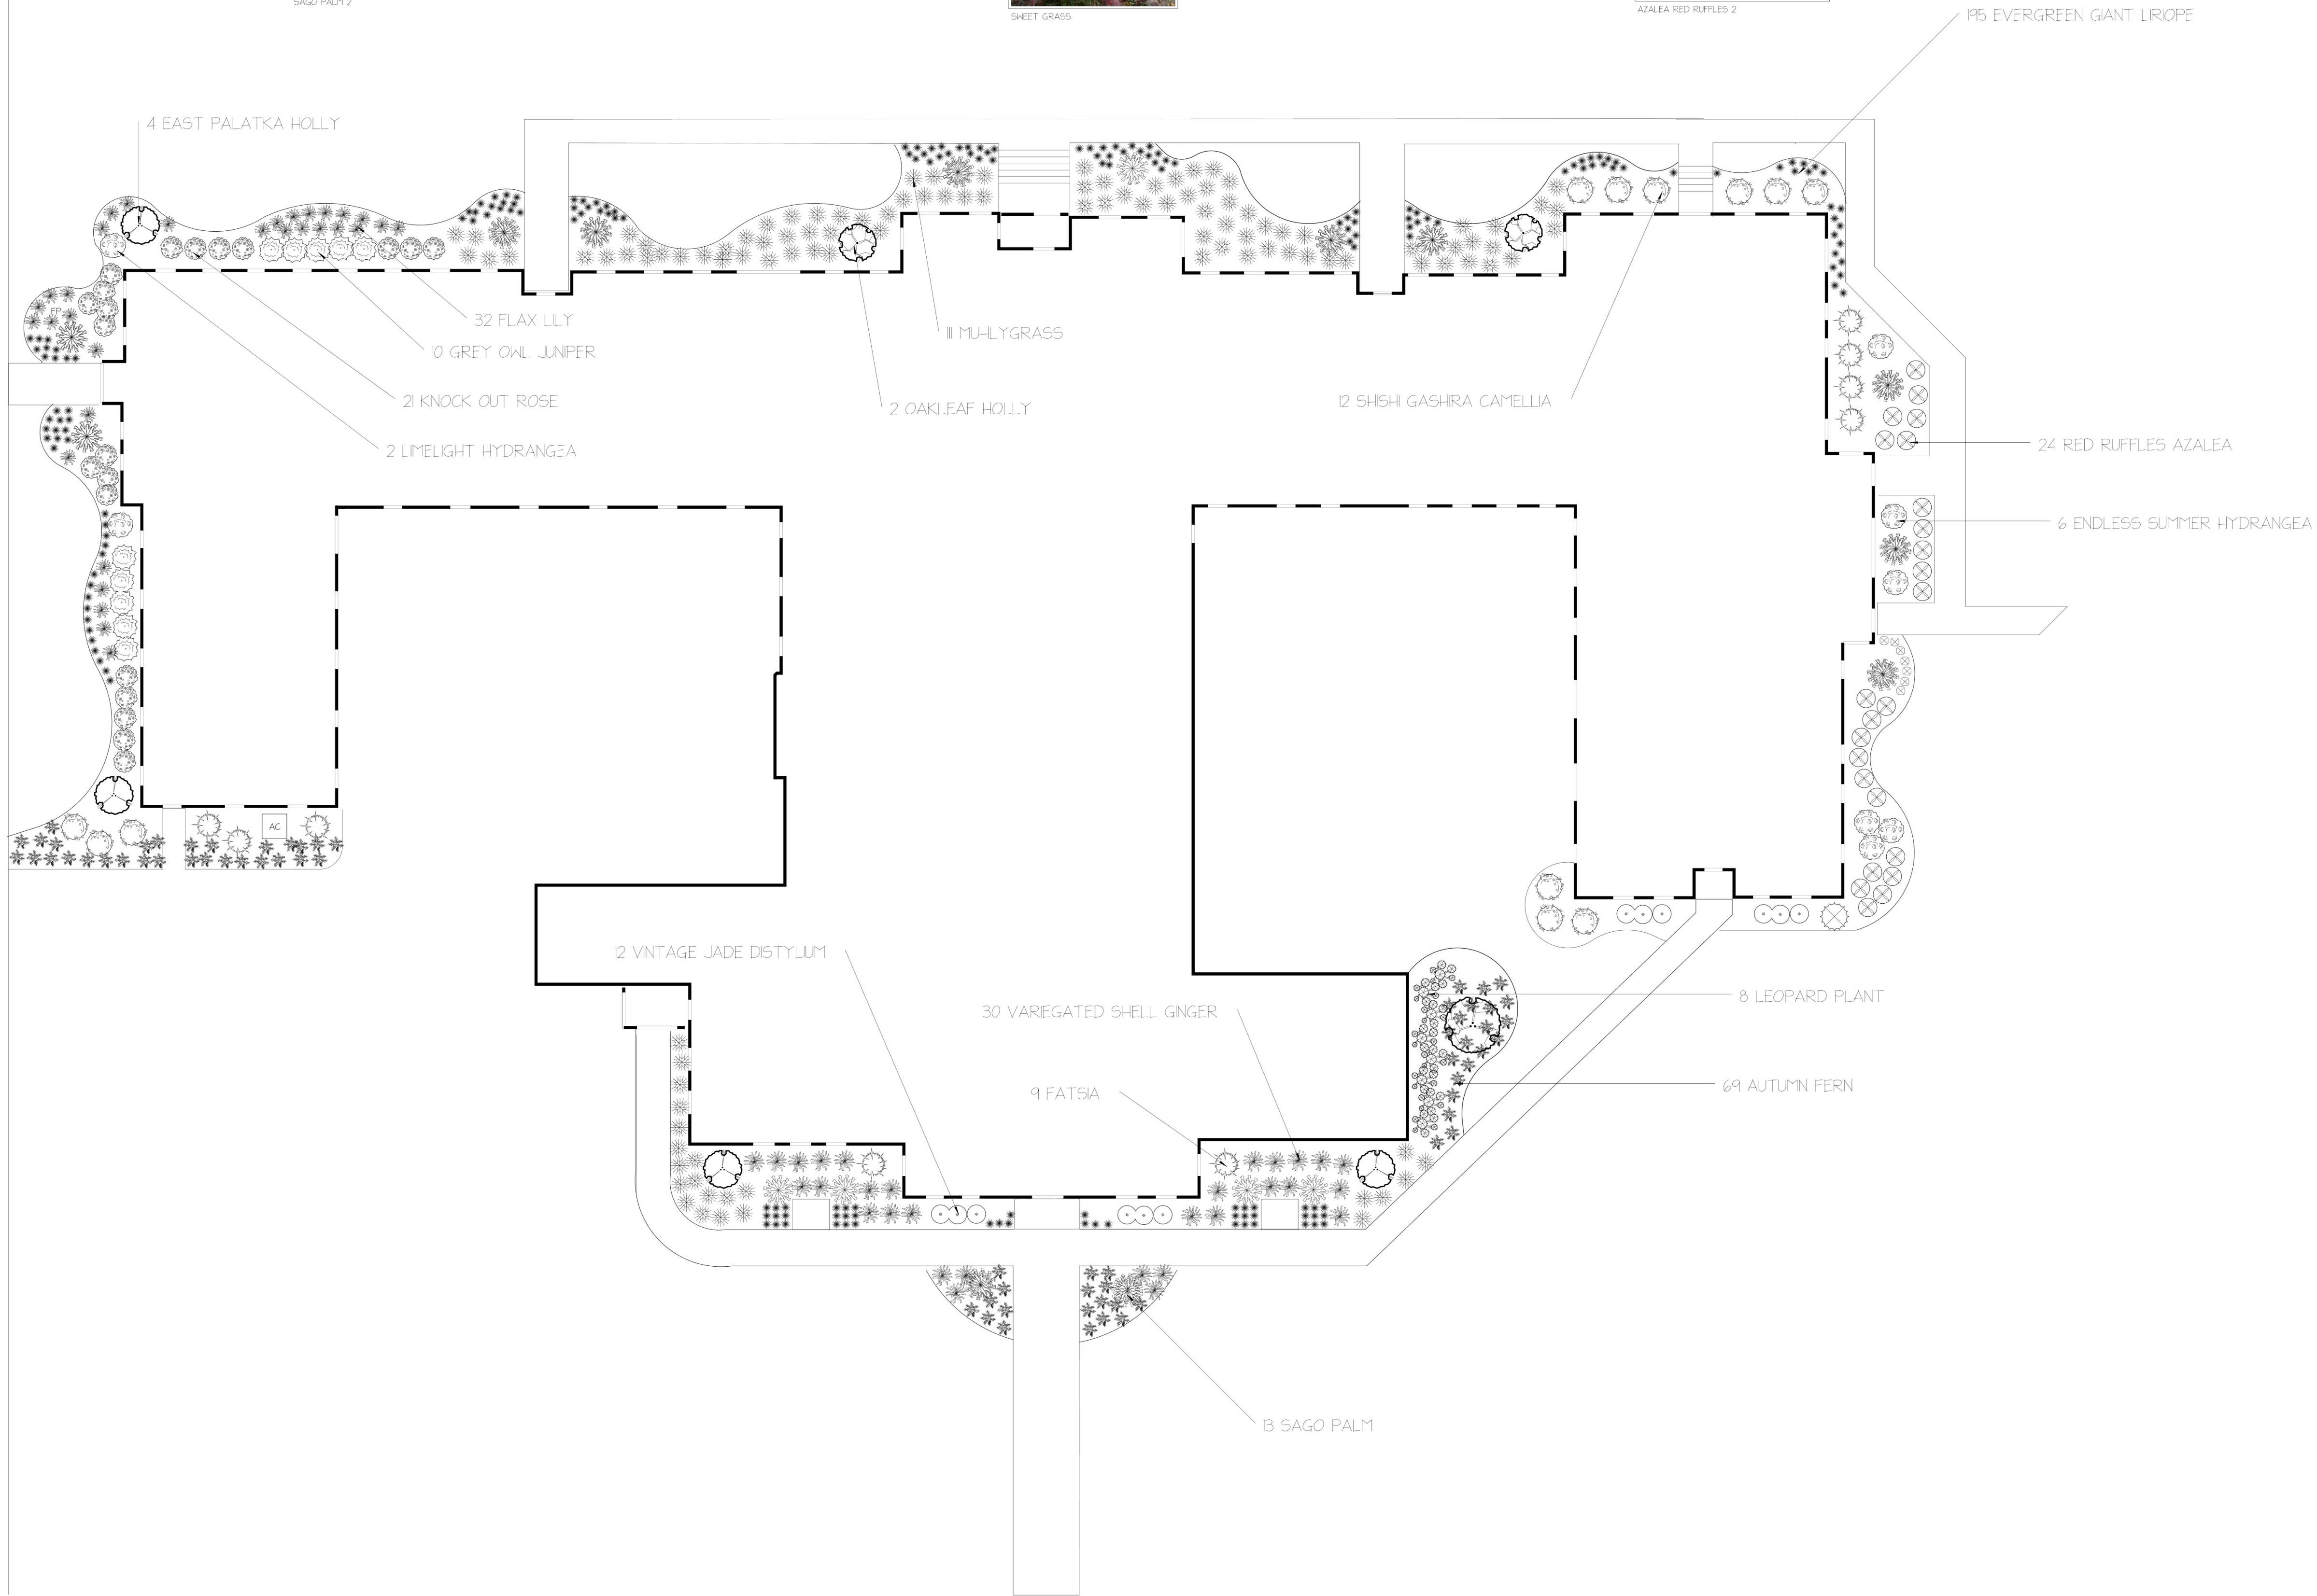 SAGO PALM 2
SWEET GRASS
AZALEA RED RUFFLES 2
195 EVERGREEN GIANT LIRIOPE
4 EAST PALATKA HOLLY
FP
32 FLAX LILY
111 MUHLYGRASS
10 GREY OWL JUNIPER
21 KNOCK OUT ROSE
2 OAKLEAF HOLLY
12 SHISHI GASHIRA CAMELLIA
2 LIMELIGHT HYDRANGEA
24 RED RUFFLES AZALEA
6 ENDLESS SUMMER HYDRANGEA
AC
12 VINTAGE JADE DISTYLIUM
8 LEOPARD PLANT
30 VARIEGATED SHELL GINGER
69 AUTUMN FERN
9 FATSIA
13 SAGO PALM